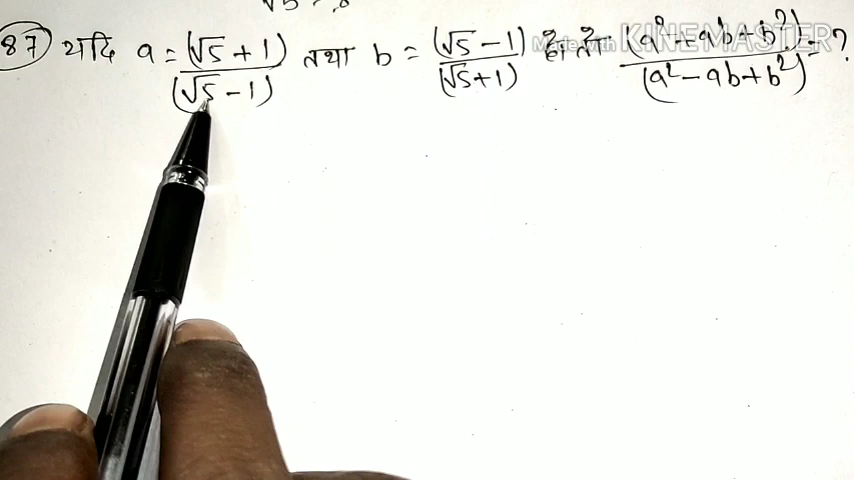 87) यदि a = (√5 + 1)/(√5 - 1) तथा b = (√5 - 1)/(√5 + 1) हो तो (a² + ab + b²)/(a² - ab + b²) = ?
Made with KINEMASTER